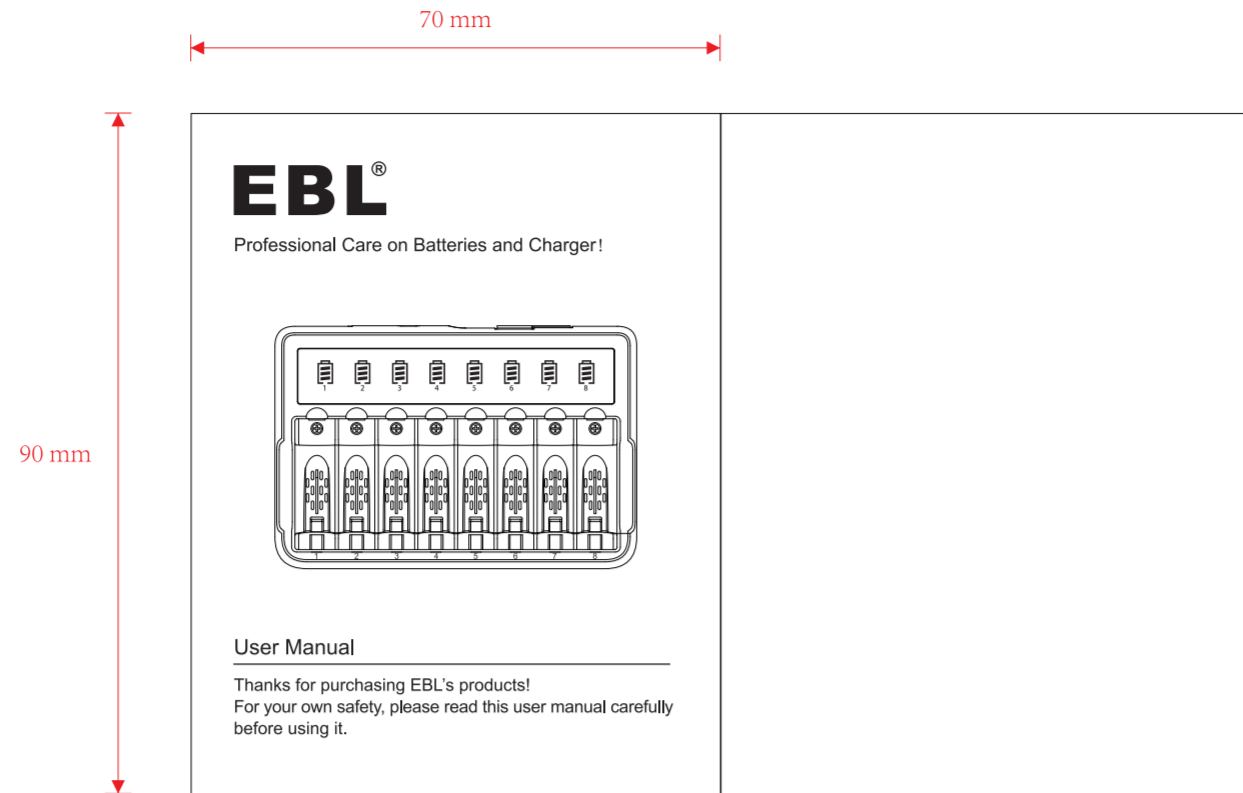 70 mm
90 mm
EBL®
Professional Care on Batteries and Charger!
1 2 3 4 5 6 7 8
1 2 3 4 5 6 7 8
User Manual
Thanks for purchasing EBL's products!
For your own safety, please read this user manual carefully
before using it.